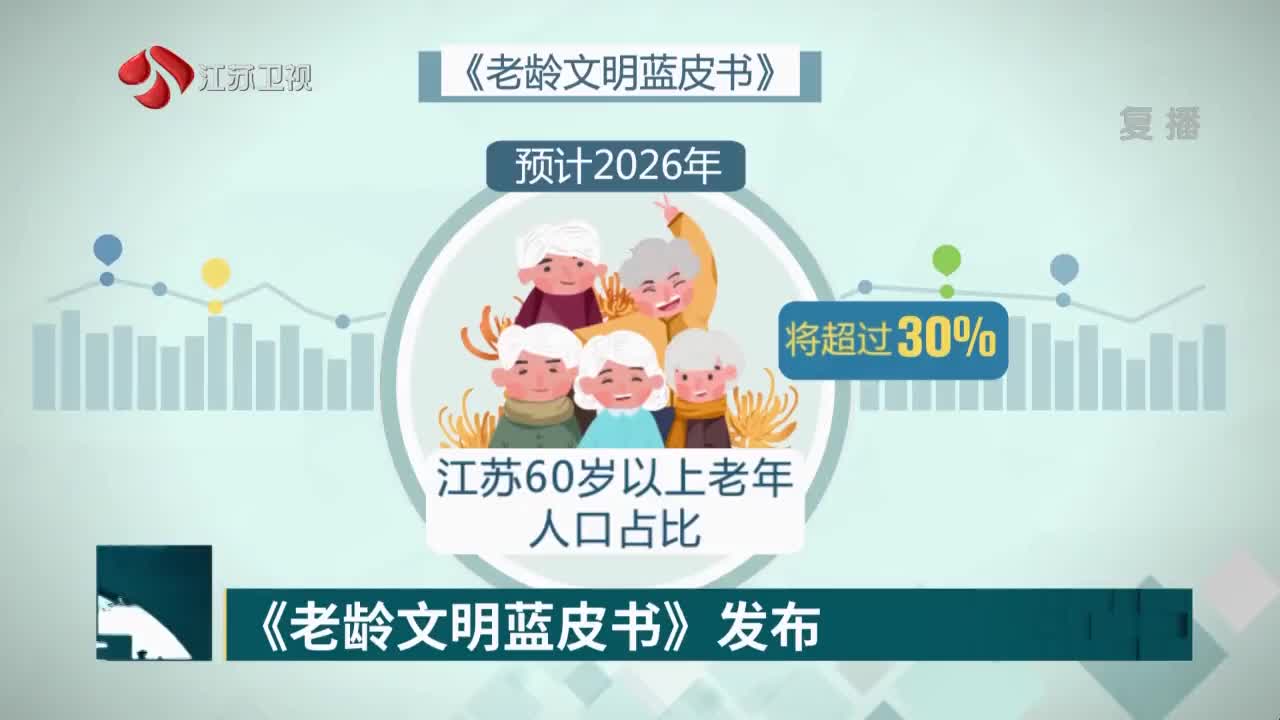 江苏卫视
《老龄文明蓝皮书》
复播
预计2026年
将超过30%
江苏60岁以上老年
人口占比
《老龄文明蓝皮书》发布